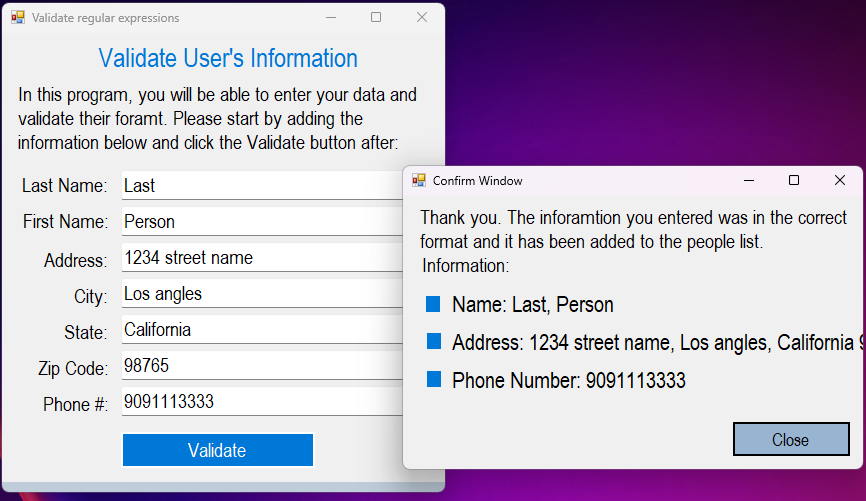 Validate regular expressions
Validate User's Information
In this program, you will be able to enter your data and
validate their foramt. Please start by adding the
information below and click the Validate button after:
Last Name: Last
First Name: Person
Address: 1234 street name
City: Los angles
State: California
Zip Code: 98765
Phone #: 9091113333
Validate
Confirm Window
Thank you. The inforamtion you entered was in the correct
format and it has been added to the people list.
Information:
Name: Last, Person
Address: 1234 street name, Los angles, California
Phone Number: 9091113333
Close